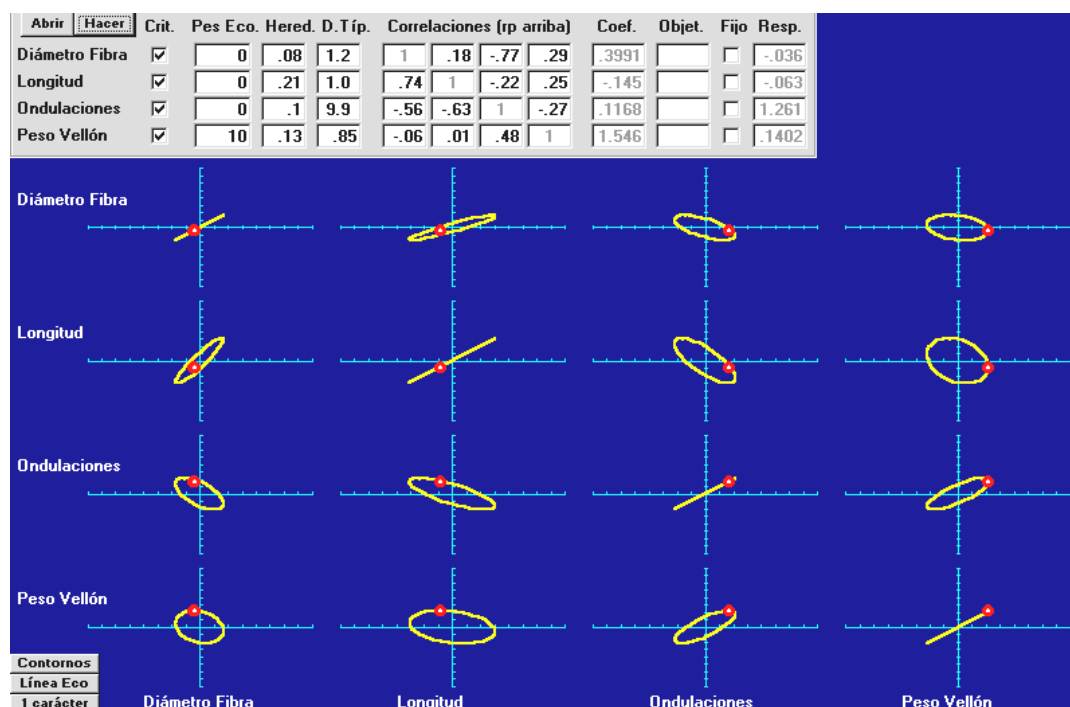 Abrir Hacer Crit. Pes Eco. Hered. D.Típ. Correlaciones (rp arriba) Coef. Objet. Fijo Resp.
Diámetro Fibra 0 .08 1.2 1 .18 -.77 .29 .3991 -.036
Longitud 0 .21 1.0 .74 1 -.22 .25 -.145 -.063
Ondulaciones 0 .1 9.9 -.56 -.63 1 -.27 .1168 1.261
Peso Vellón 10 .13 .85 -.06 .01 .48 1 1.546 .1402
Diámetro Fibra
Longitud
Ondulaciones
Peso Vellón
Contornos
Línea Eco
1 carácter
Diámetro Fibra Longitud Ondulaciones Peso Vellón